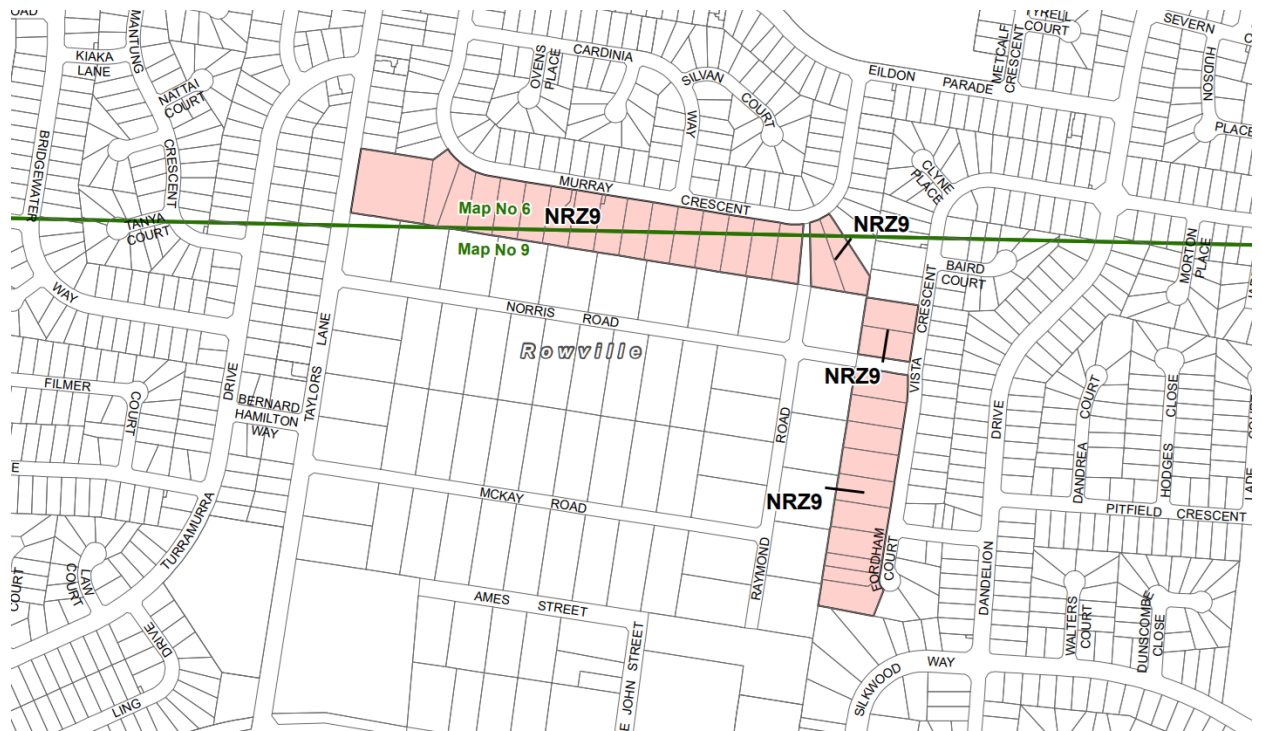 OAD
MANTUNG
KIAKA
LANE
NATTAI
COURT
BRIDGEWATER
CRESCENT
TANYA
COURT
WAY
CARDINIA
OVENS
PLACE
SILVAN
COURT
WAY
EILDON PARADE
METCALF
CRESCENT
TYRELL
COURT
SEVERN
C
HUDSON
PLACE
CLYNE
PLACE
MURRAY
CRESCENT
Map No 6
NRZ9
Map No 9
NRZ9
BAIRD
COURT
MORTON
PLACE
VISTA CRESCENT
NORRIS ROAD
Rowville
TAYLORS LANE
DRIVE
FILMER
COURT
BERNARD
HAMILTON
WAY
NRZ9
ROAD
DRIVE
DANDREA COURT
HODGES CLOSE
LADE COURT
E
MCKAY ROAD
NRZ9
PITFIELD CRESCENT
TURRAMURRA
RAYMOND
FORDHAM
COURT
DANDELION
COURT
LAW
COURT
AMES STREET
WALTERS
COURT
DUNSCOMBE
CLOSE
DRIVE
LING
E JOHN STREET
SILKWOOD WAY